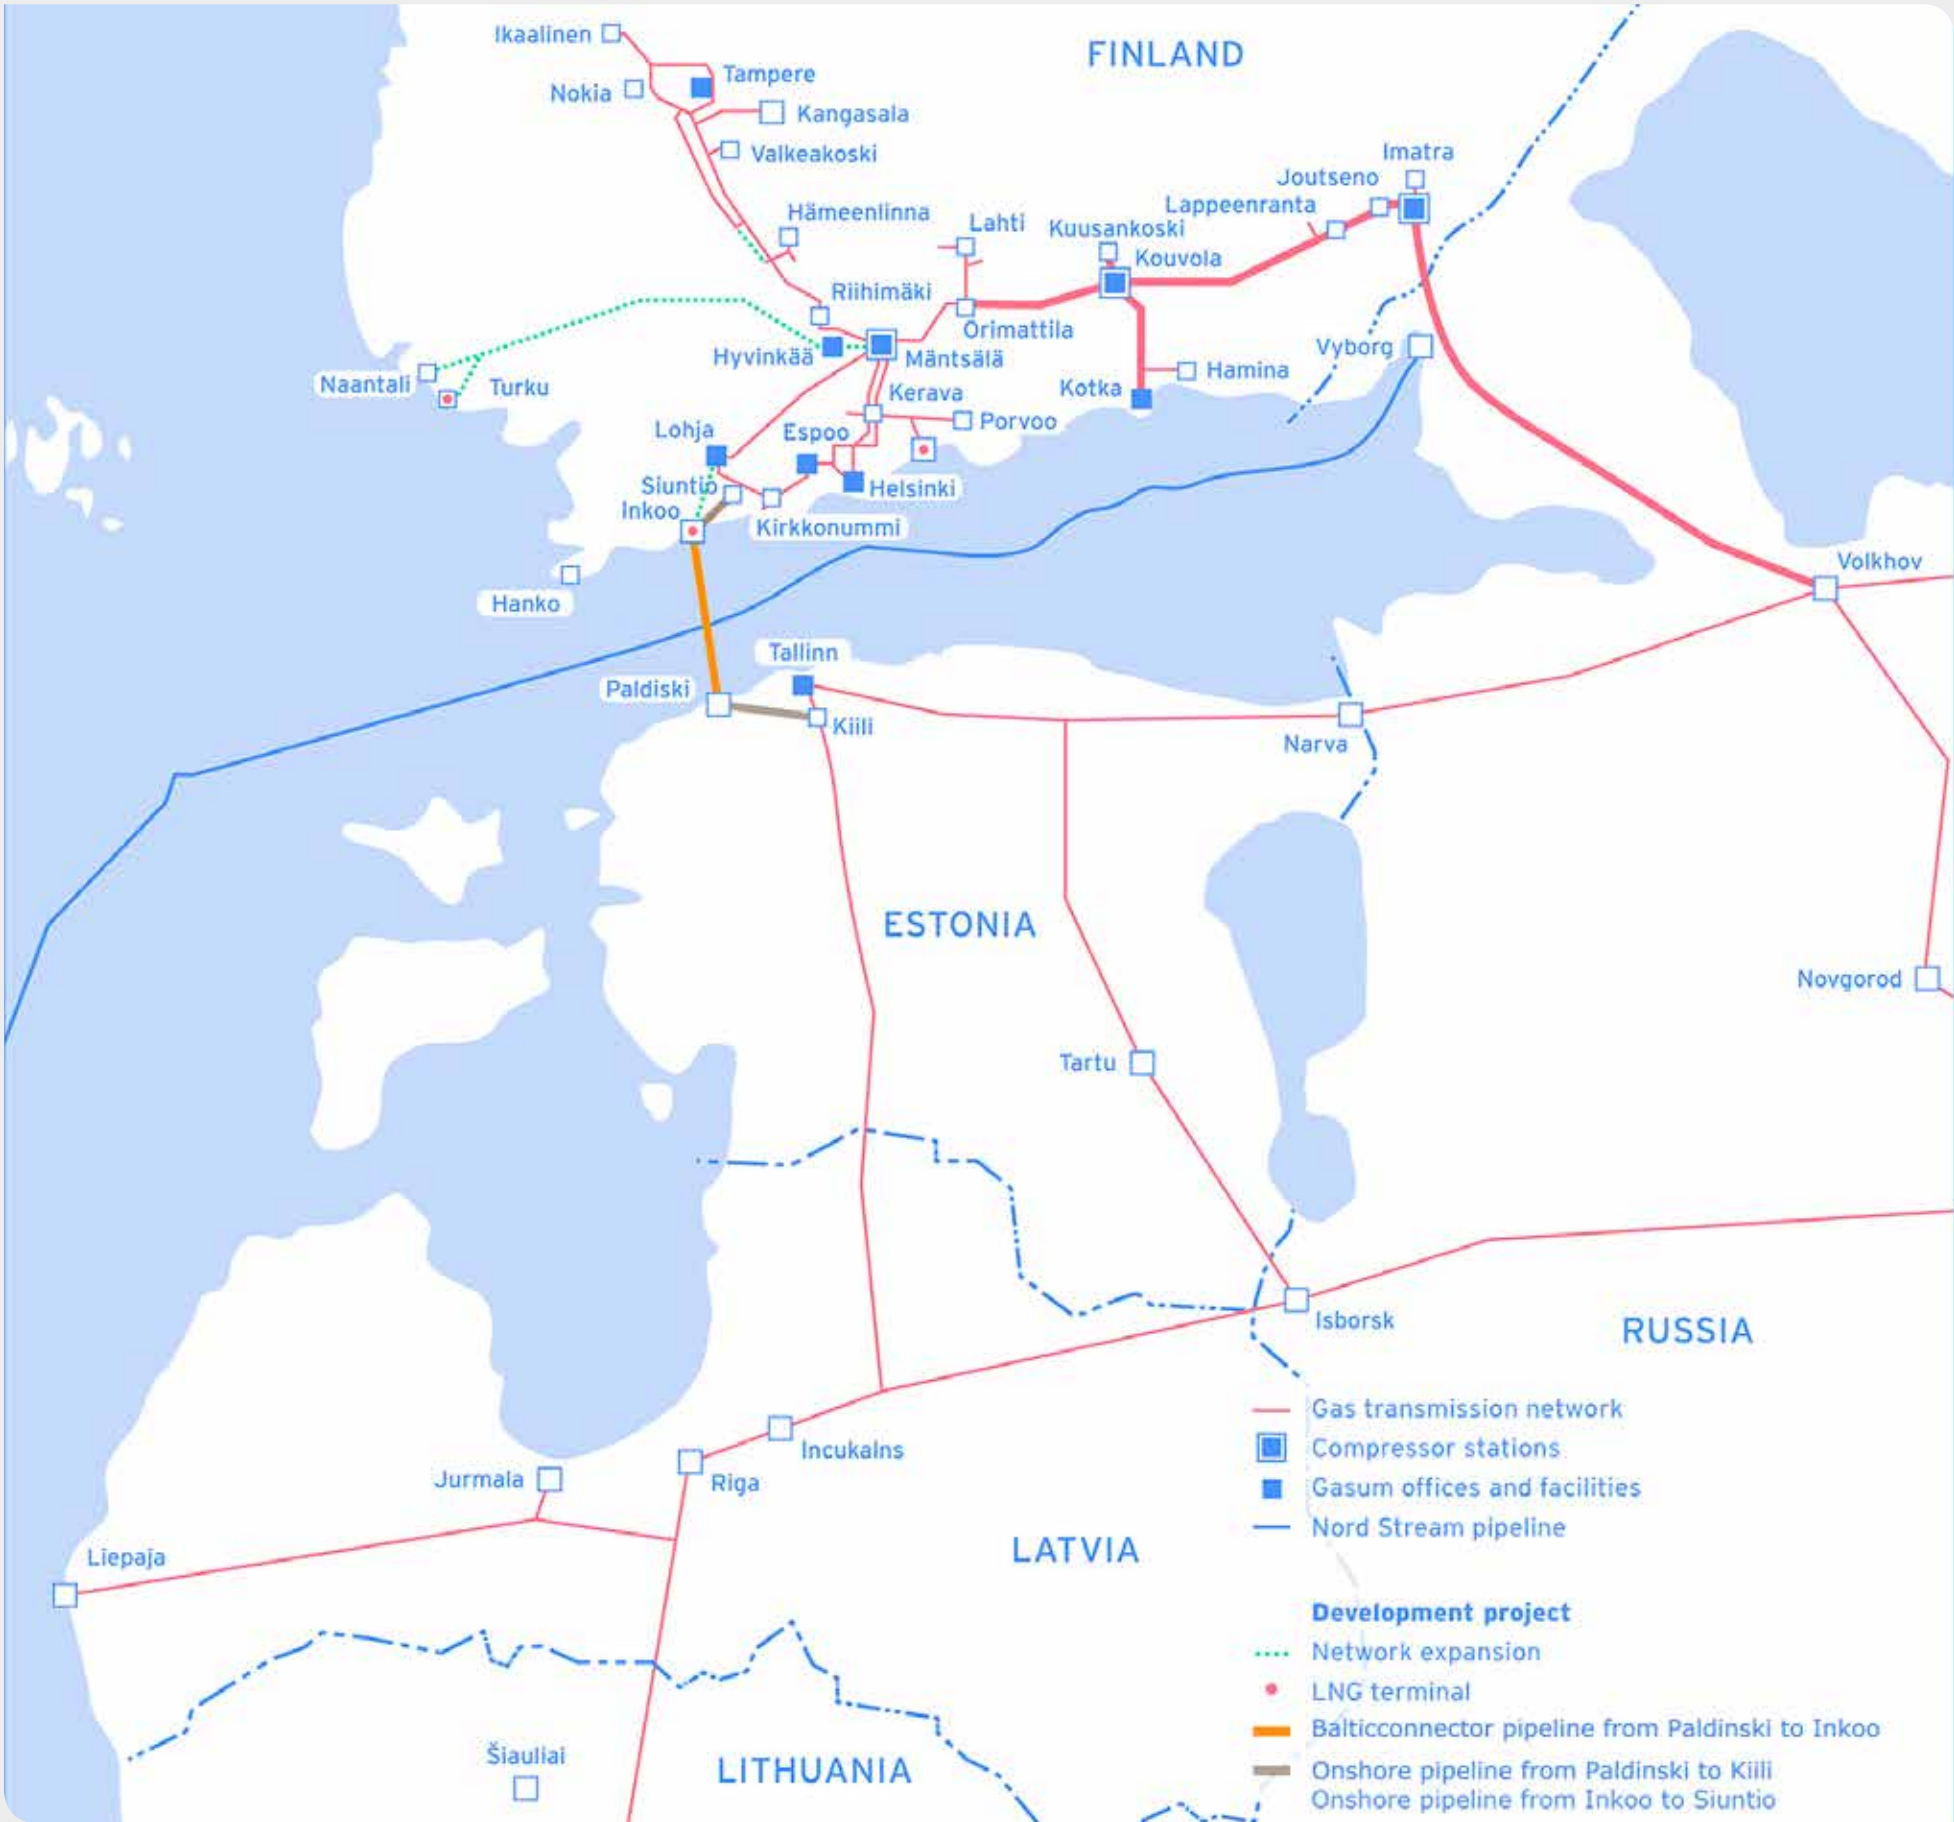 Ikaalinen
FINLAND
Tampere
Nokia
Kangasala
Valkeakoski
Imatra
Joutseno
Lappeenranta
Hämeenlinna
Lahti
Kuusankoski
Kouvola
Riihimäki
Orimattila
Hyvinkää
Mäntsälä
Vyborg
Hamina
Naantali
Turku
Kotka
Kerava
Porvoo
Lohja
Espoo
Siuntio
Helsinki
Inkoo
Kirkkonummi
Volkhov
Hanko
Tallinn
Paldiski
Kiili
Narva
ESTONIA
Novgorod
Tartu
Isborsk
RUSSIA
Incukalns
Jurmala
Riga
Liepaja
LATVIA
Šiauliai
LITHUANIA
Gas transmission network
Compressor stations
Gasum offices and facilities
Nord Stream pipeline
Development project
Network expansion
LNG terminal
Balticconnector pipeline from Paldinski to Inkoo
Onshore pipeline from Paldinski to Kiili
Onshore pipeline from Inkoo to Siuntio